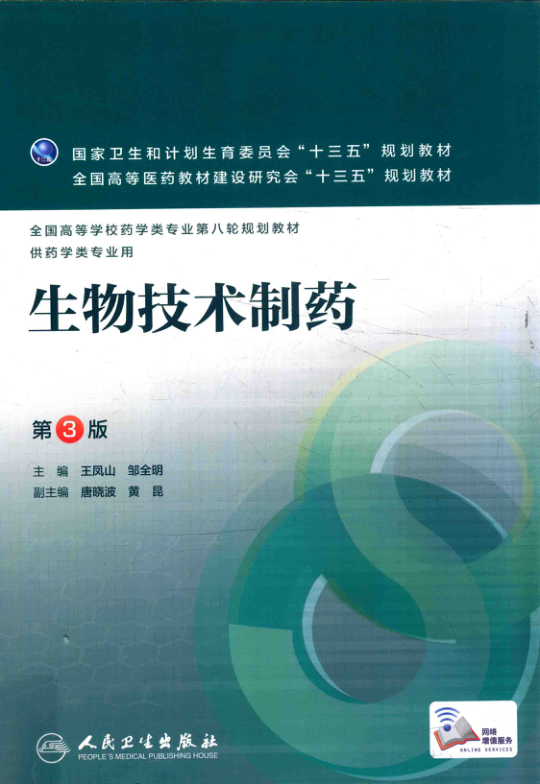 国家卫生和计划生育委员会“十三五”规划教材
全国高等医药教材建设研究会“十三五”规划教材
十三五
全国高等学校药学类专业第八轮规划教材
供药学类专业用
生物技术制药
第3版
主 编 王凤山 邹全明
副主编 唐晓波 黄 昆
人民卫生出版社
PEOPLE'S MEDICAL PUBLISHING HOUSE
网络
增值服务
ONLINE SERVICES